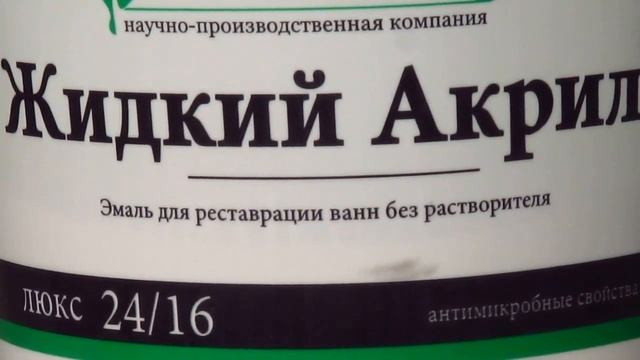 научно-производственная компания
Жидкий Акрил
Эмаль для реставрации ванн без растворителя
люкс 24/16 антимикробные свойства